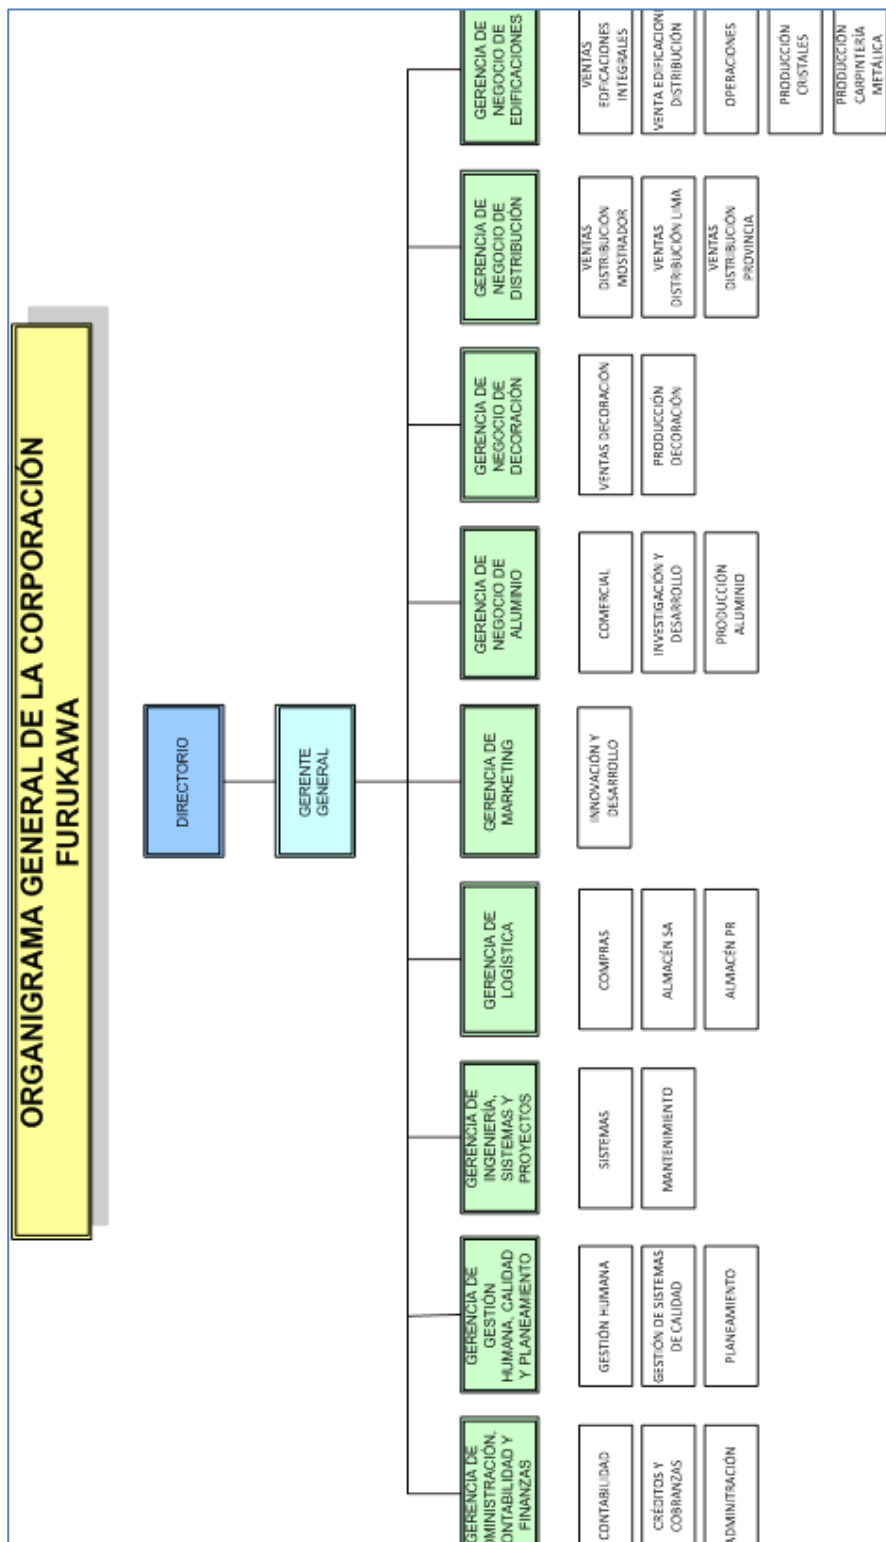 ORGANIGRAMA GENERAL DE LA CORPORACIÓN
FURUKAWA
DIRECTORIO
GERENTE
GENERAL
GERENCIA DE
DMINISTRACIÓN,
ONTABILIDAD Y
FINANZAS
GERENCIA DE
GESTIÓN
HUMANA, CALIDAD
Y PLANEAMIENTO
GERENCIA DE
INGENIERÍA,
SISTEMAS Y
PROYECTOS
GERENCIA DE
LOGÍSTICA
GERENCIA DE
MARKETING
GERENCIA DE
NEGOCIO DE
ALUMINIO
GERENCIA DE
NEGOCIO DE
DECORACIÓN
GERENCIA DE
NEGOCIO DE
DISTRIBUCIÓN
GERENCIA DE
NEGOCIO DE
EDIFICACIONES
CONTABILIDAD
CRÉDITOS Y
COBRANZAS
ADMINITRACIÓN
GESTIÓN HUMANA
GESTIÓN DE SISTEMAS
DE CALIDAD
PLANEAMIENTO
SISTEMAS
MANTENIMIENTO
COMPRAS
ALMACÉN SA
ALMACÉN PR
INNOVACIÓN Y
DESARROLLO
COMERCIAL
INVESTIGACIÓN Y
DESARROLLO
PRODUCCIÓN
ALUMINIO
VENTAS DECORACIÓN
PRODUCCIÓN
DECORACIÓN
VENTAS
DISTRIBUCIÓN
MOSTRADOR
VENTAS
DISTRIBUCIÓN LIMA
VENTAS
DISTRIBUCIÓN
PROVINCIA
VENTAS
EDIFICACIONES
INTEGRALES
VENTA EDIFICACION
DISTRIBUCIÓN
OPERACIONES
PRODUCCIÓN
CRISTALES
PRODUCCIÓN
CARPINTERÍA
METÁLICA